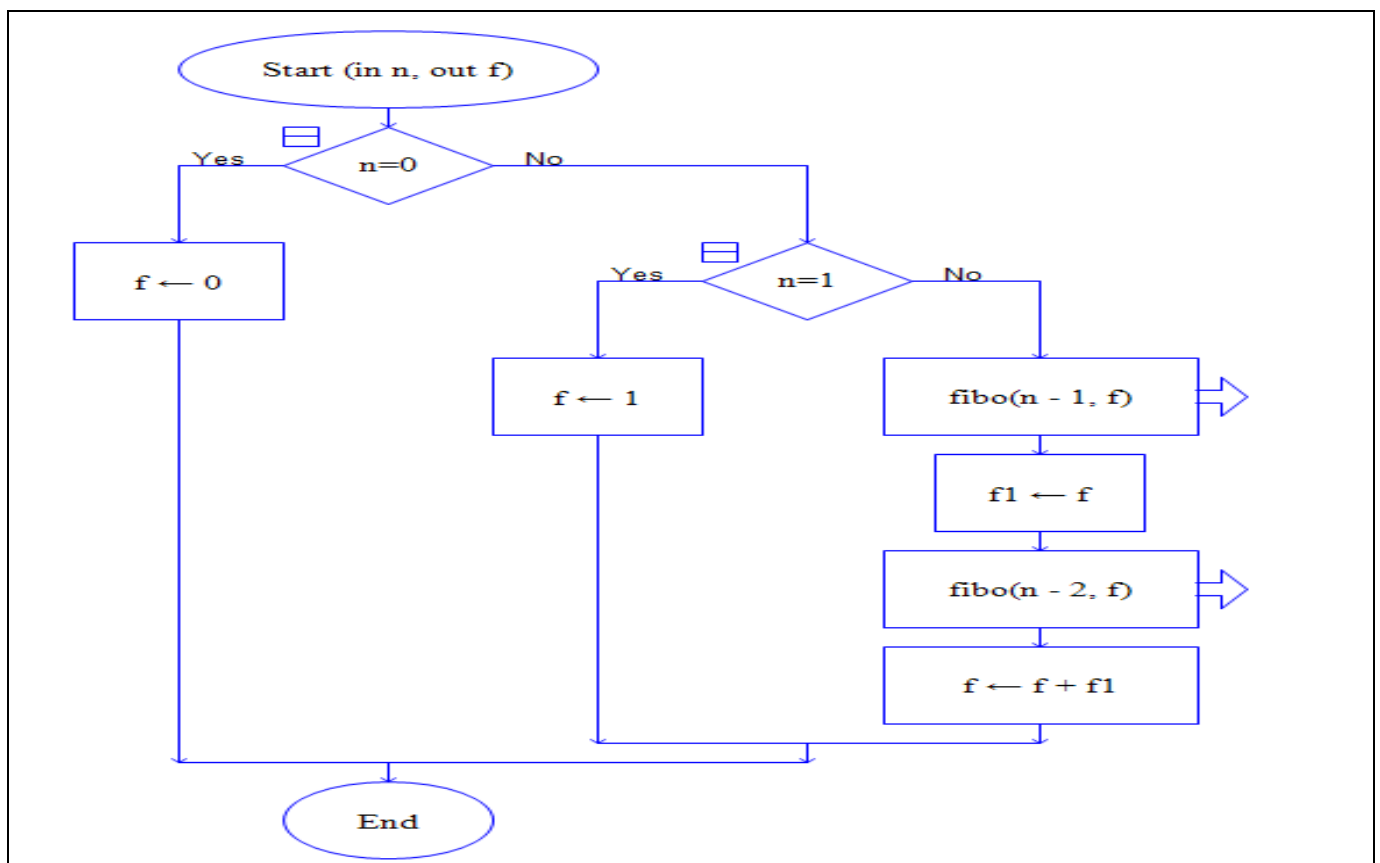 Start (in n, out f)
Yes
n=0
No
f ← 0
Yes
n=1
No
f ← 1
fibo(n - 1, f)
f1 ← f
fibo(n - 2, f)
f ← f + f1
End